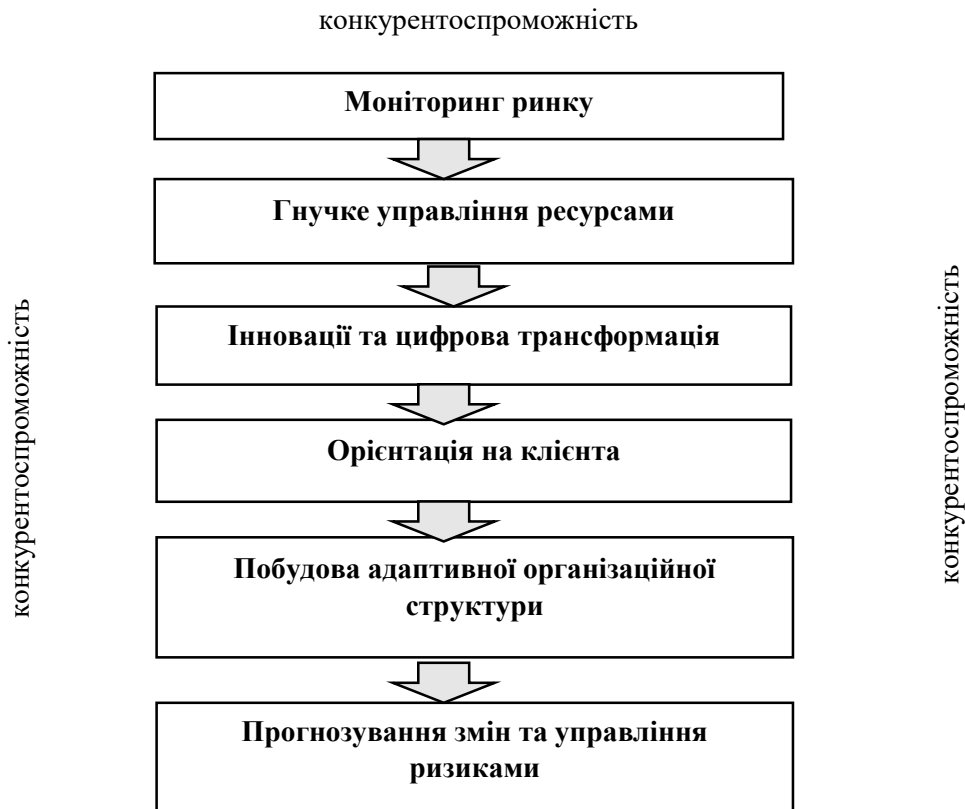 конкурентоспроможність
Моніторинг ринку
Гнучке управління ресурсами
Інновації та цифрова трансформація
Орієнтація на клієнта
Побудова адаптивної організаційної
структури
Прогнозування змін та управління
ризиками
конкурентоспроможність
конкурентоспроможність